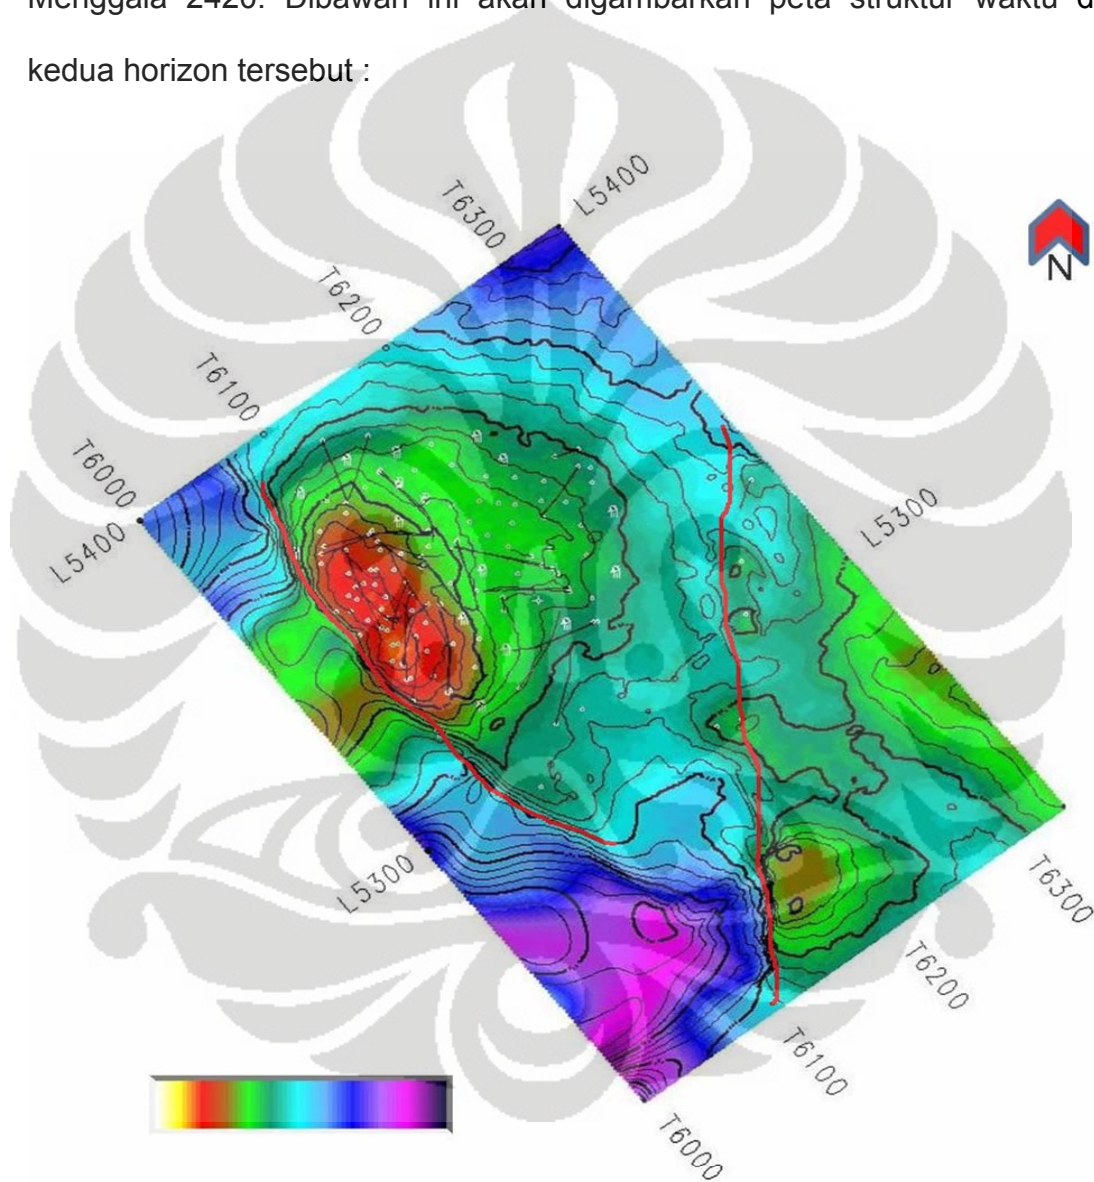 Menggala 2420. Dibawah ini akan digambarkan peta struktur waktu d
kedua horizon tersebut :
T6300
L5400
N
T6200
T6100
T6000
L5400
L5300
L5300
T6300
T6200
T6100
T6000